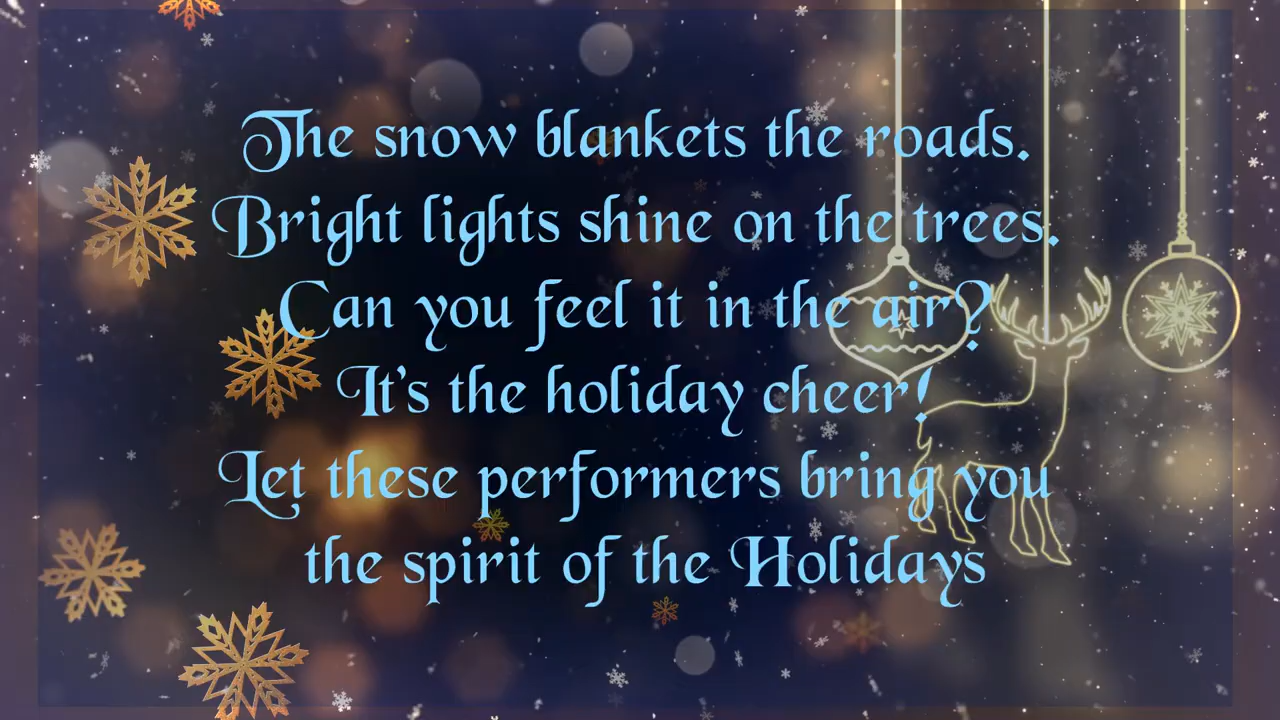 The snow blankets the roads.
Bright lights shine on the trees.
Can you feel it in the air?
It's the holiday cheer!
Let these performers bring you
the spirit of the Holidays